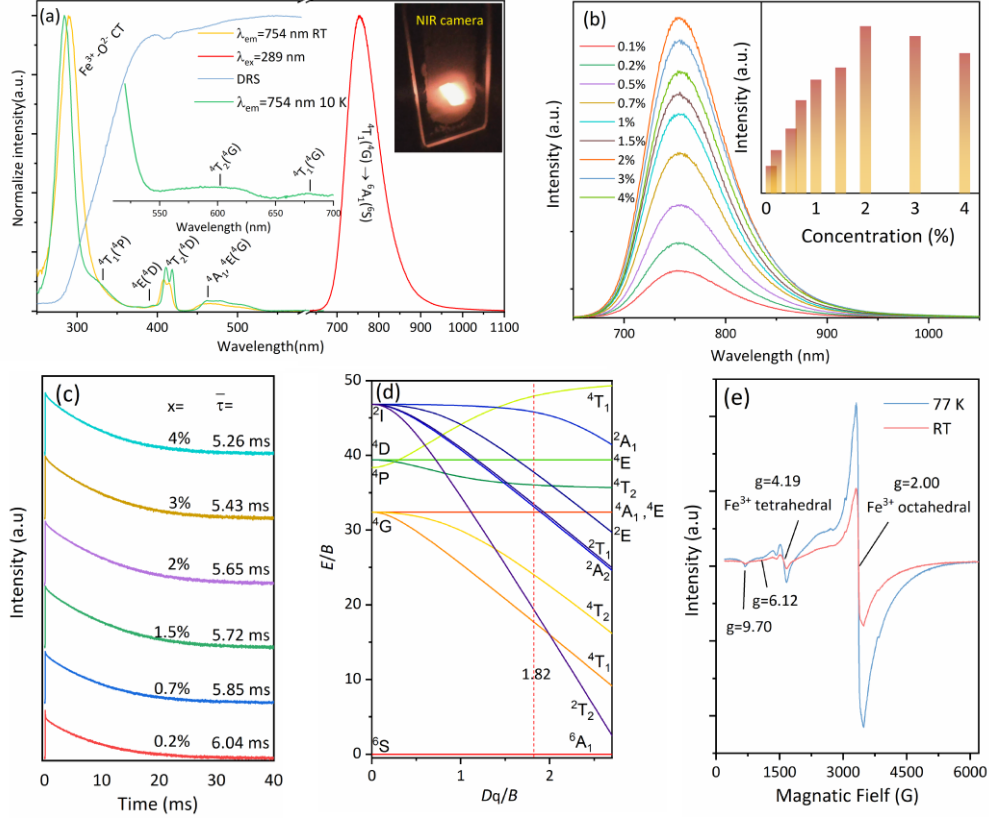 (a)
Fe³⁺-O²⁻ CT
λem=754 nm RT
λex=289 nm
DRS
λem=754 nm 10 K
NIR camera
⁴T₂(⁴G)
⁴T₁(⁴G)
550
600
650
700
Wavelength (nm)
⁴T₁(⁴P)
⁴E(⁴D)
⁴T₂(⁴D)
⁴A₁,⁴E(⁴G)
⁴T₁(⁴G) → ⁶A₁(⁶S)
Normalize intensity(a.u.)
300
400
500
700
800
900
1000
1100
Wavelength(nm)
(b)
0.1%
0.2%
0.5%
0.7%
1%
1.5%
2%
3%
4%
Intensity (a.u.)
Intensity (a.u.)
0
1
2
3
4
Concentration (%)
700
800
900
1000
Wavelength (nm)
(c)
x=
τ=
4%
5.26 ms
3%
5.43 ms
2%
5.65 ms
1.5%
5.72 ms
0.7%
5.85 ms
0.2%
6.04 ms
Intensity (a.u)
0
10
20
30
40
Time (ms)
(d)
50
40
30
20
10
0
E/B
²I
⁴D
⁴P
⁴G
⁶S
⁴T₁
²A₁
⁴E
⁴T₂
⁴A₁ ,⁴E
²E
²T₁
²A₂
⁴T₂
⁴T₁
1.82
²T₂
⁶A₁
0
1
2
Dq/B
(e)
77 K
RT
g=4.19
Fe³⁺ tetrahedral
g=2.00
Fe³⁺ octahedral
g=6.12
g=9.70
Intensity (a.u.)
0
1500
3000
4500
6000
Magnetic Fielf (G)